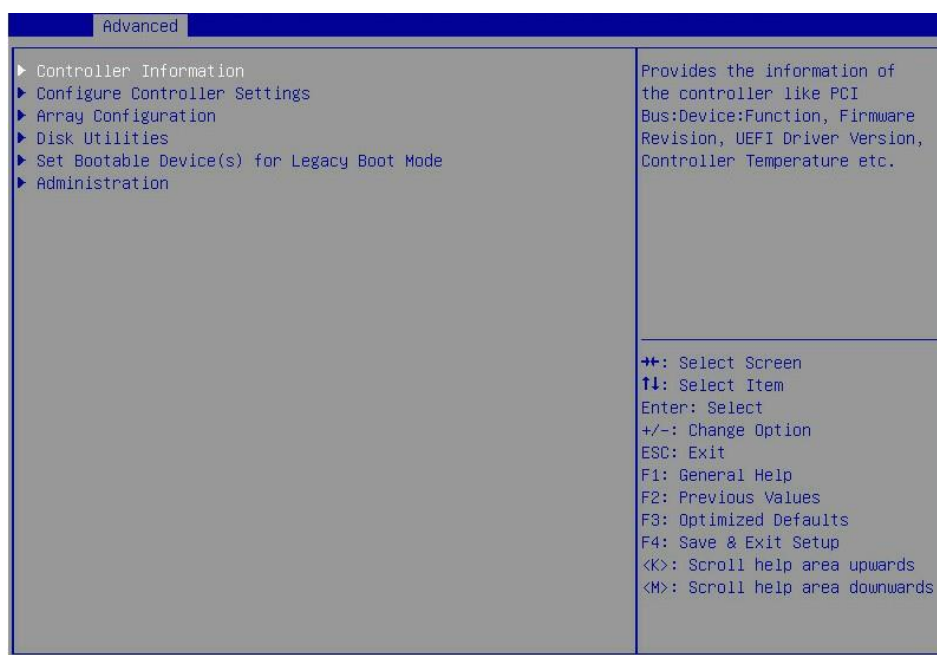 Advanced
Controller Information
Configure Controller Settings
Array Configuration
Disk Utilities
Set Bootable Device(s) for Legacy Boot Mode
Administration
Provides the information of
the controller like PCI
Bus:Device:Function, Firmware
Revision, UEFI Driver Version,
Controller Temperature etc.
→←: Select Screen
↑↓: Select Item
Enter: Select
+/-: Change Option
ESC: Exit
F1: General Help
F2: Previous Values
F3: Optimized Defaults
F4: Save & Exit Setup
<K>: Scroll help area upwards
<M>: Scroll help area downwards